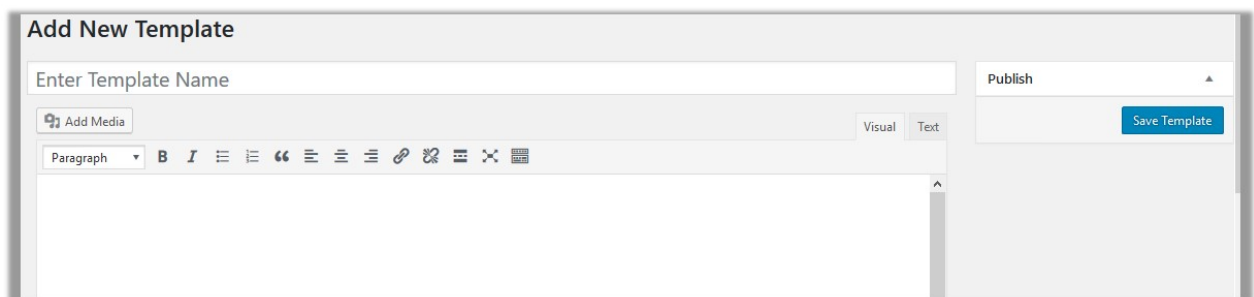 Add New Template
Enter Template Name
Publish
Save Template
Add Media
Visual Text
Paragraph B I